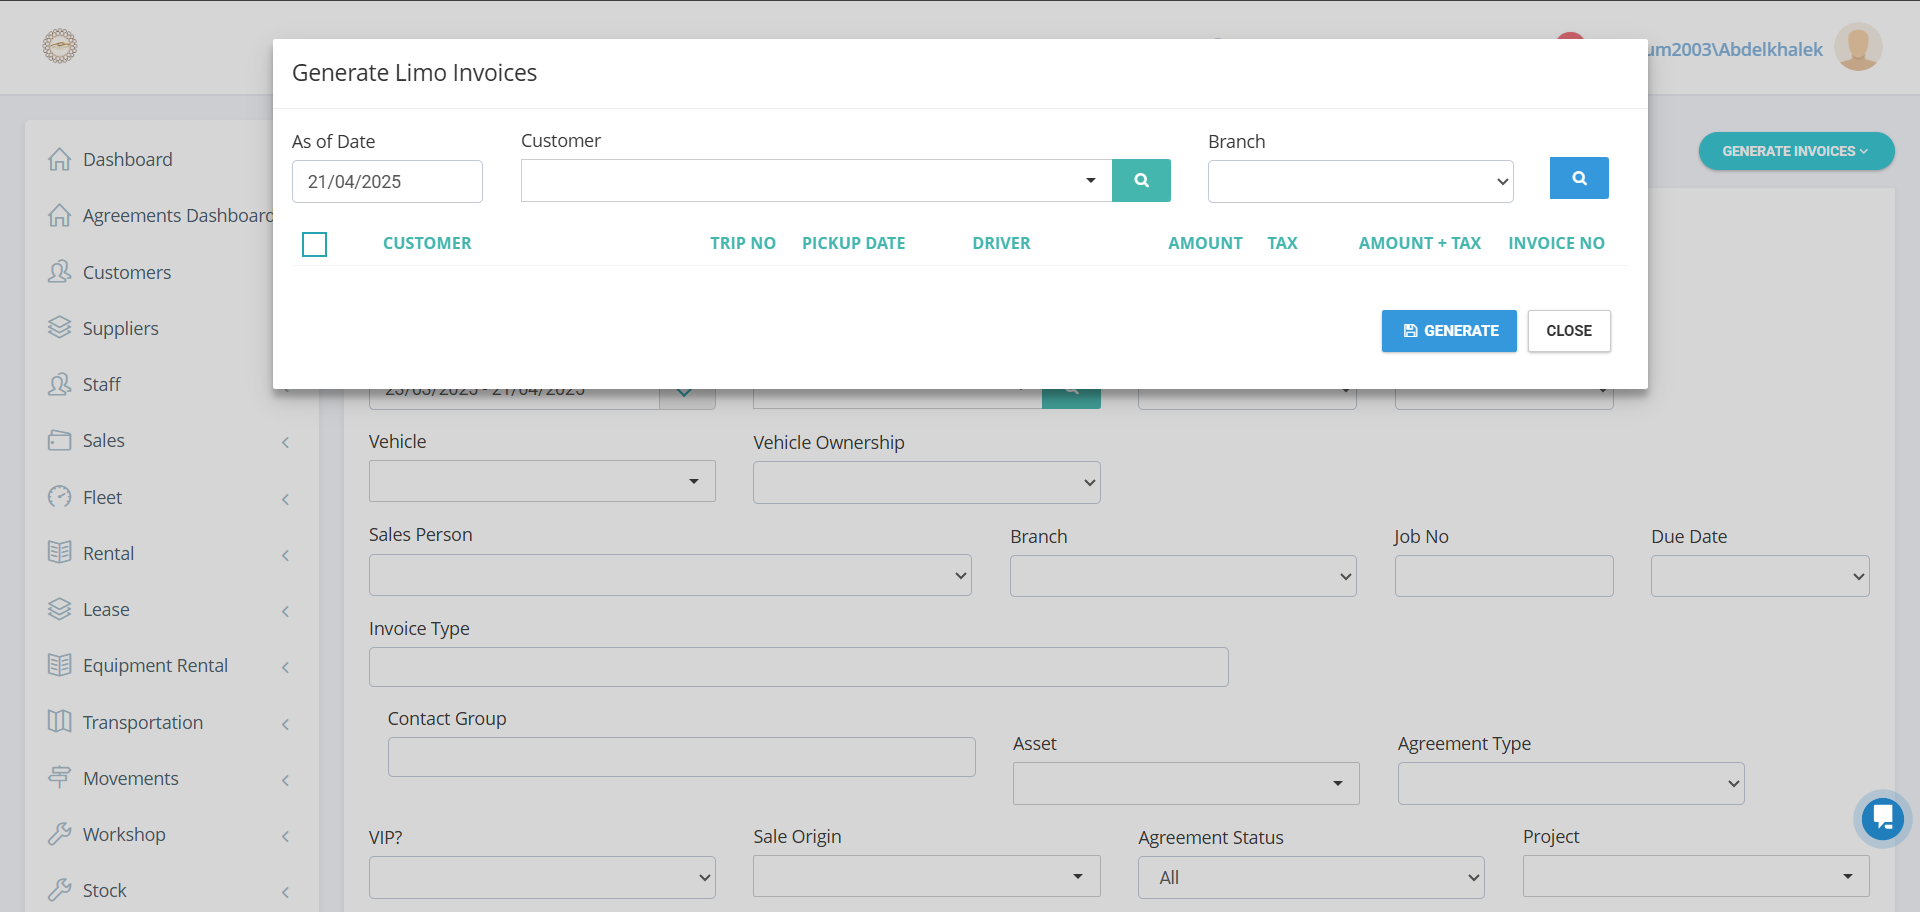 um2003\Abdelkhalek
Generate Limo Invoices
As of Date
Customer
Branch
21/04/2025
CUSTOMER
TRIP NO
PICKUP DATE
DRIVER
AMOUNT
TAX
AMOUNT + TAX
INVOICE NO
GENERATE
CLOSE
GENERATE INVOICES
Dashboard
Agreements Dashboard
Customers
Suppliers
Staff
Sales
Fleet
Rental
Lease
Equipment Rental
Transportation
Movements
Workshop
Stock
Vehicle
Vehicle Ownership
Sales Person
Branch
Job No
Due Date
Invoice Type
Contact Group
Asset
Agreement Type
VIP?
Sale Origin
Agreement Status
Project
All